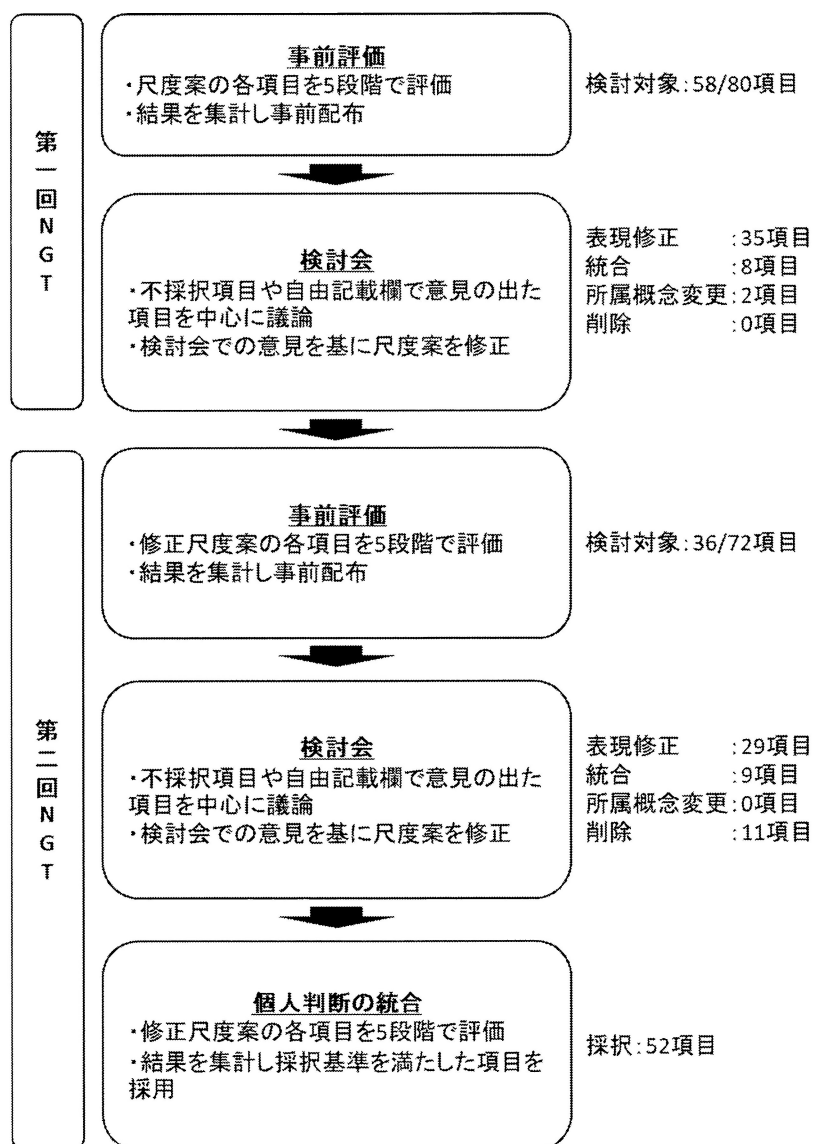 第一回NGT
事前評価
・尺度案の各項目を5段階で評価
・結果を集計し事前配布
検討対象:58/80項目
検討会
・不採択項目や自由記載欄で意見の出た
項目を中心に議論
・検討会での意見を基に尺度案を修正
表現修正 :35項目
統合 :8項目
所属概念変更:2項目
削除 :0項目
第二回NGT
事前評価
・修正尺度案の各項目を5段階で評価
・結果を集計し事前配布
検討対象:36/72項目
検討会
・不採択項目や自由記載欄で意見の出た
項目を中心に議論
・検討会での意見を基に尺度案を修正
表現修正 :29項目
統合 :9項目
所属概念変更:0項目
削除 :11項目
個人判断の統合
・修正尺度案の各項目を5段階で評価
・結果を集計し採択基準を満たした項目を
採用
採択:52項目